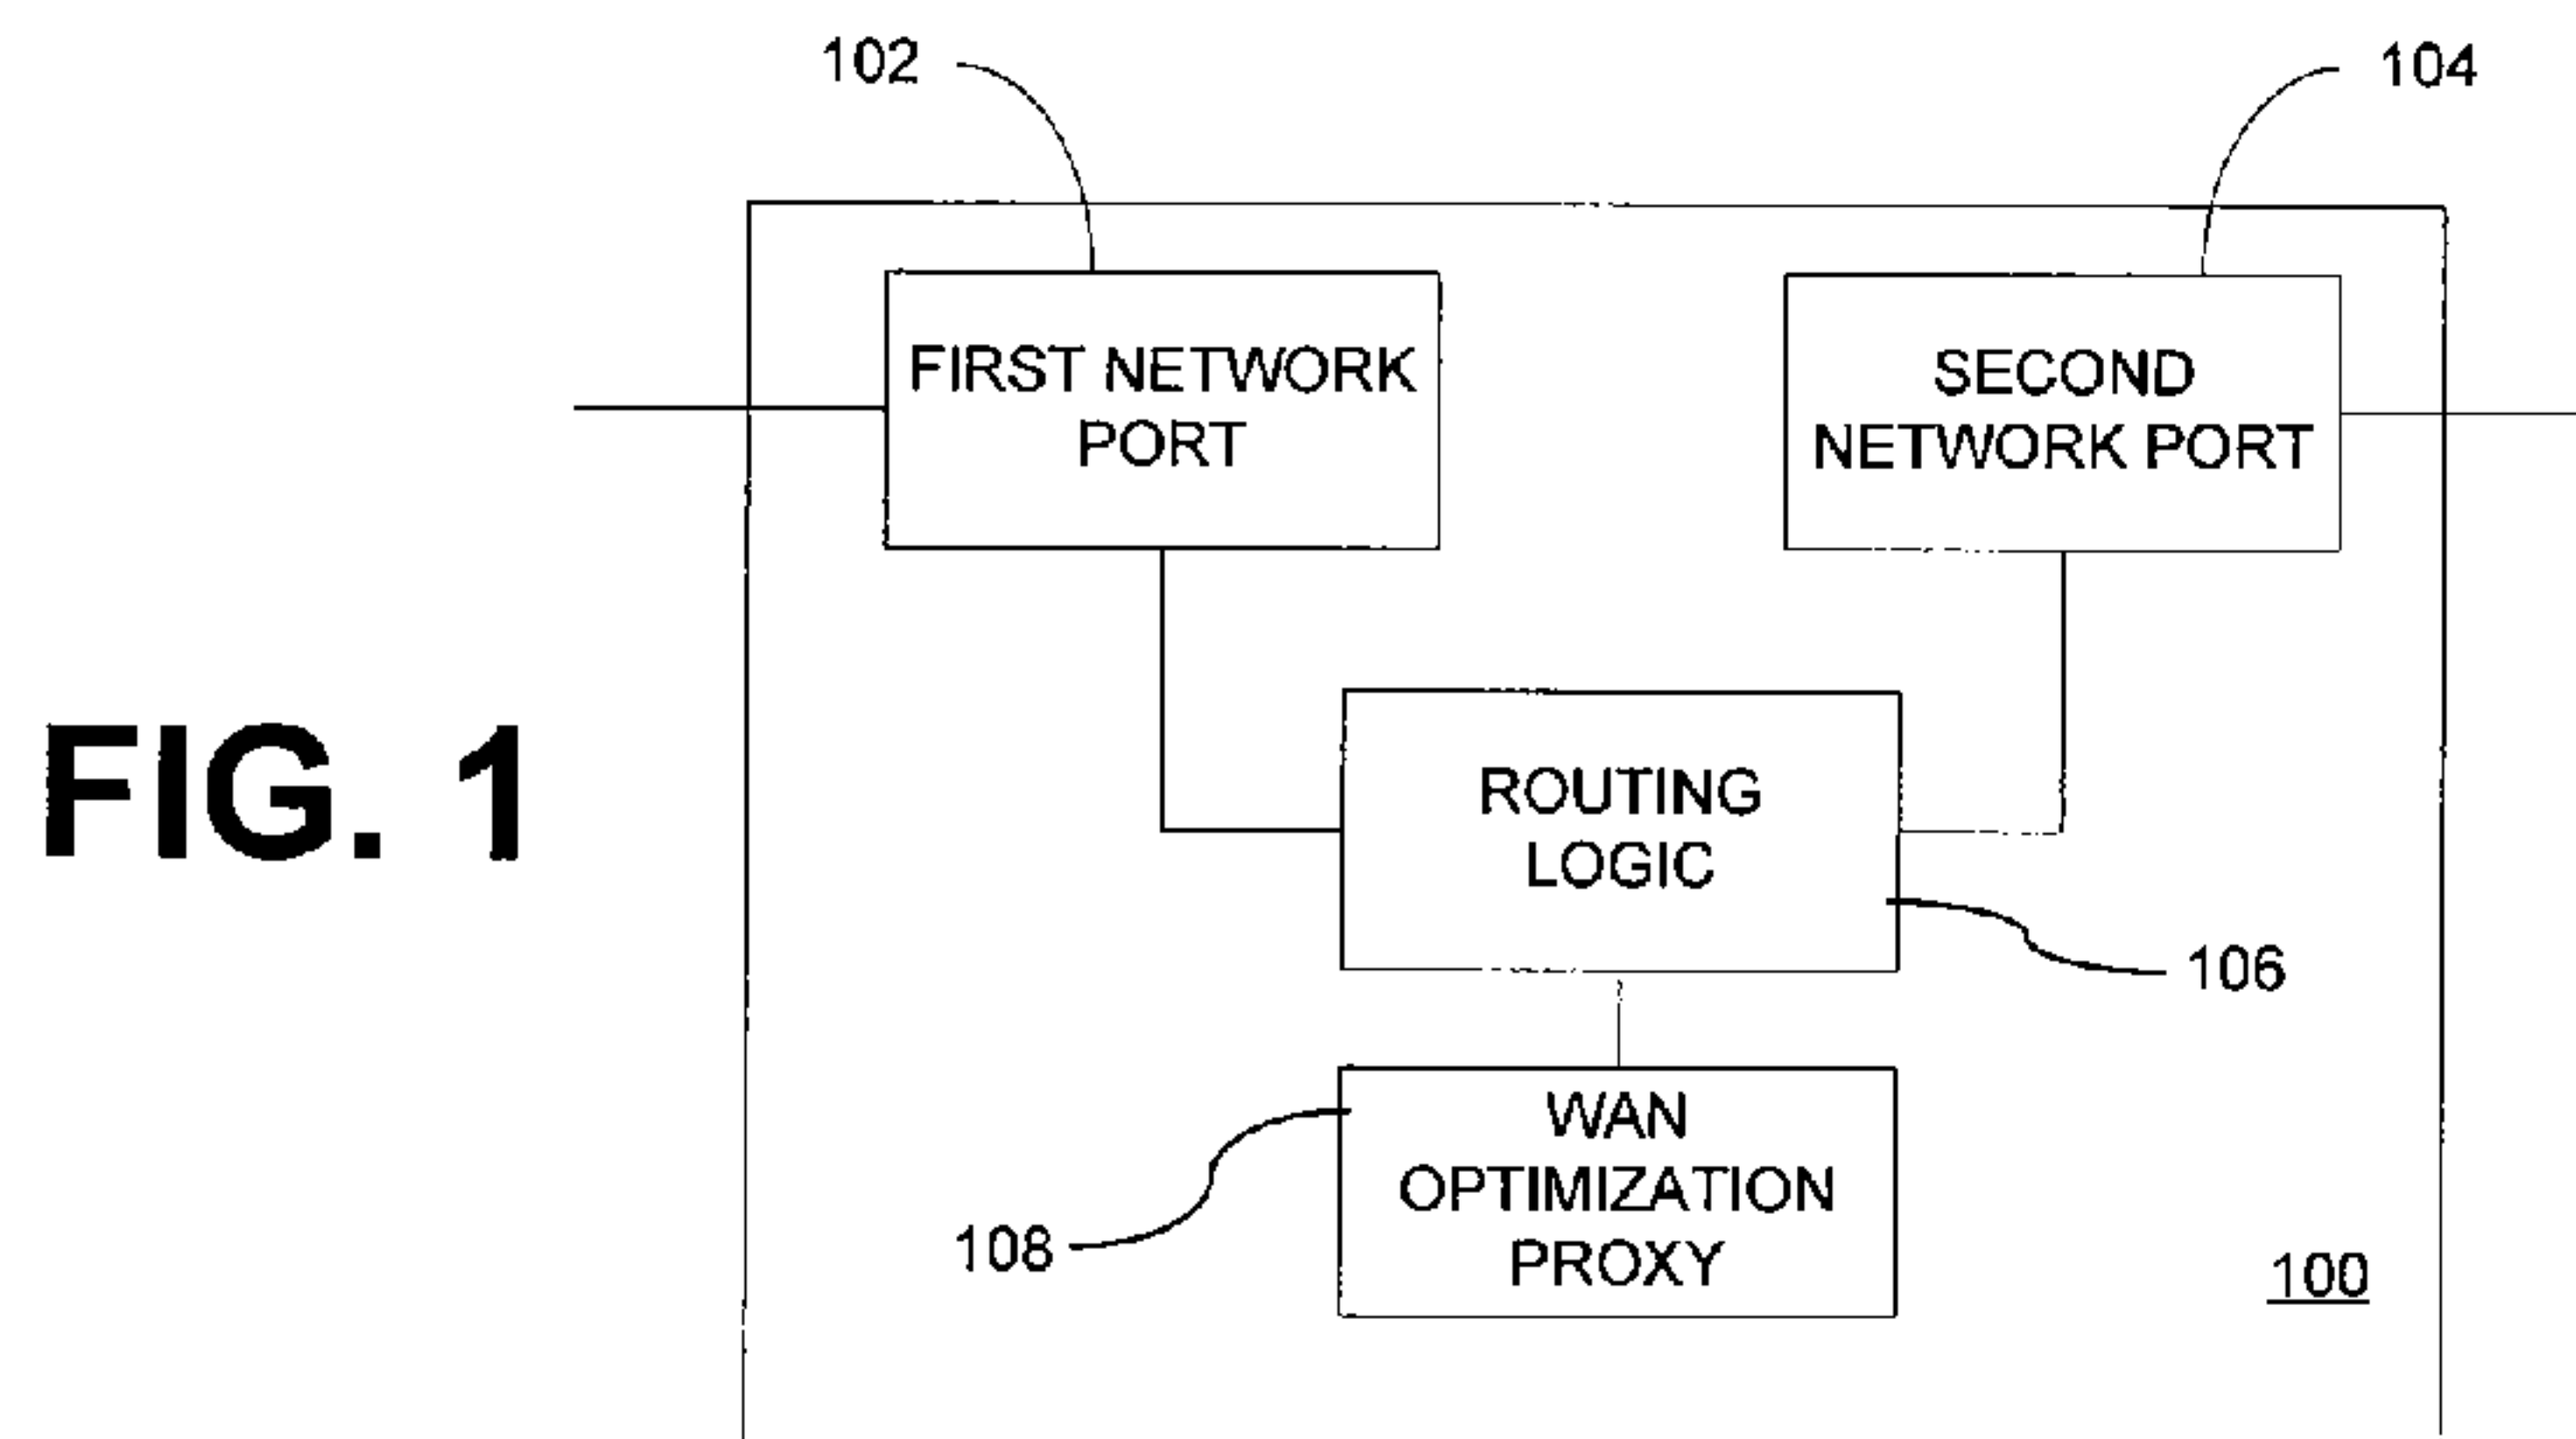 102
104
FIRST NETWORK
PORT
SECOND
NETWORK PORT
FIG. 1
ROUTING
LOGIC
106
WAN
OPTIMIZATION
PROXY
108
100